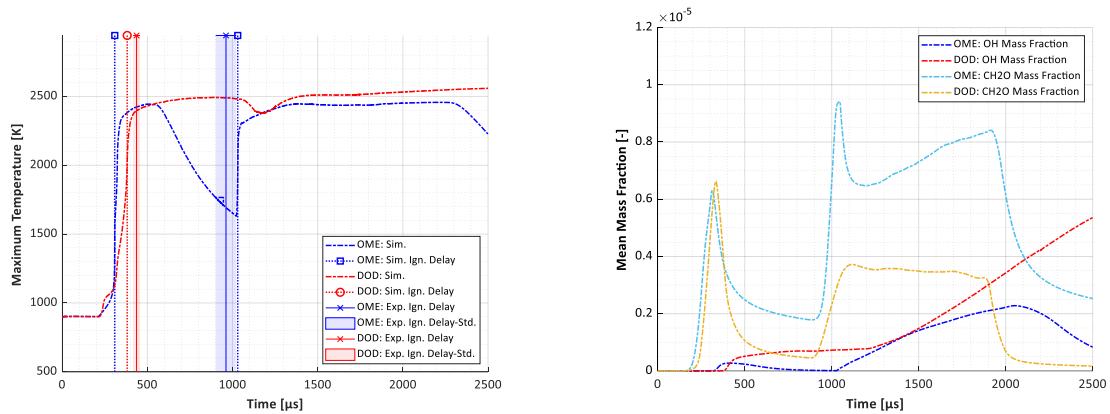 Maximum Temperature [K]
2500
2000
1500
1000
500
0
500
1000
1500
2000
2500
Time [µs]
OME: Sim.
OME: Sim. Ign. Delay
DOD: Sim.
DOD: Sim. Ign. Delay
OME: Exp. Ign. Delay
OME: Exp. Ign. Delay-Std.
DOD: Exp. Ign. Delay
DOD: Exp. Ign. Delay-Std.
×10⁻⁵
Mean Mass Fraction [-]
1.2
1
0.8
0.6
0.4
0.2
0
0
500
1000
1500
2000
2500
Time [µs]
OME: OH Mass Fraction
DOD: OH Mass Fraction
OME: CH2O Mass Fraction
DOD: CH2O Mass Fraction